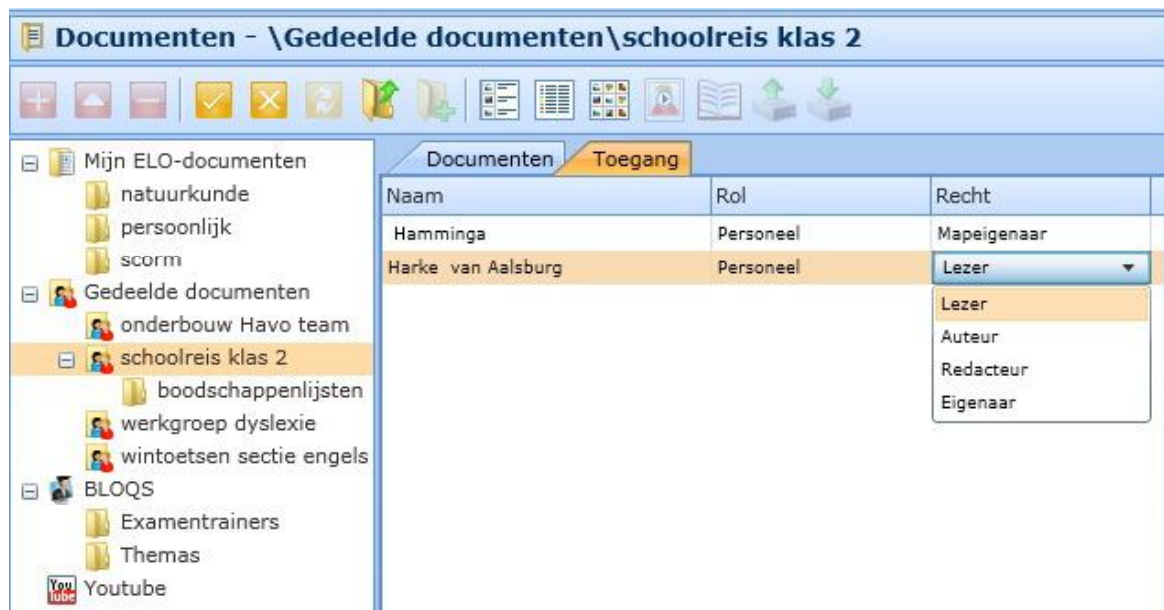 Documenten - \Gedeelde documenten\schoolreis klas 2
Mijn ELO-documenten
natuurkunde
persoonlijk
scorm
Gedeelde documenten
onderbouw Havo team
schoolreis klas 2
boodschappenlijsten
werkgroep dyslexie
wintoetsen sectie engels
BLOQS
Examentrainers
Themas
You Tube Youtube
Documenten Toegang
Naam Rol Recht
Hamminga Personeel Mapeigenaar
Harke van Aalsburg Personeel Lezer
Lezer
Auteur
Redacteur
Eigenaar